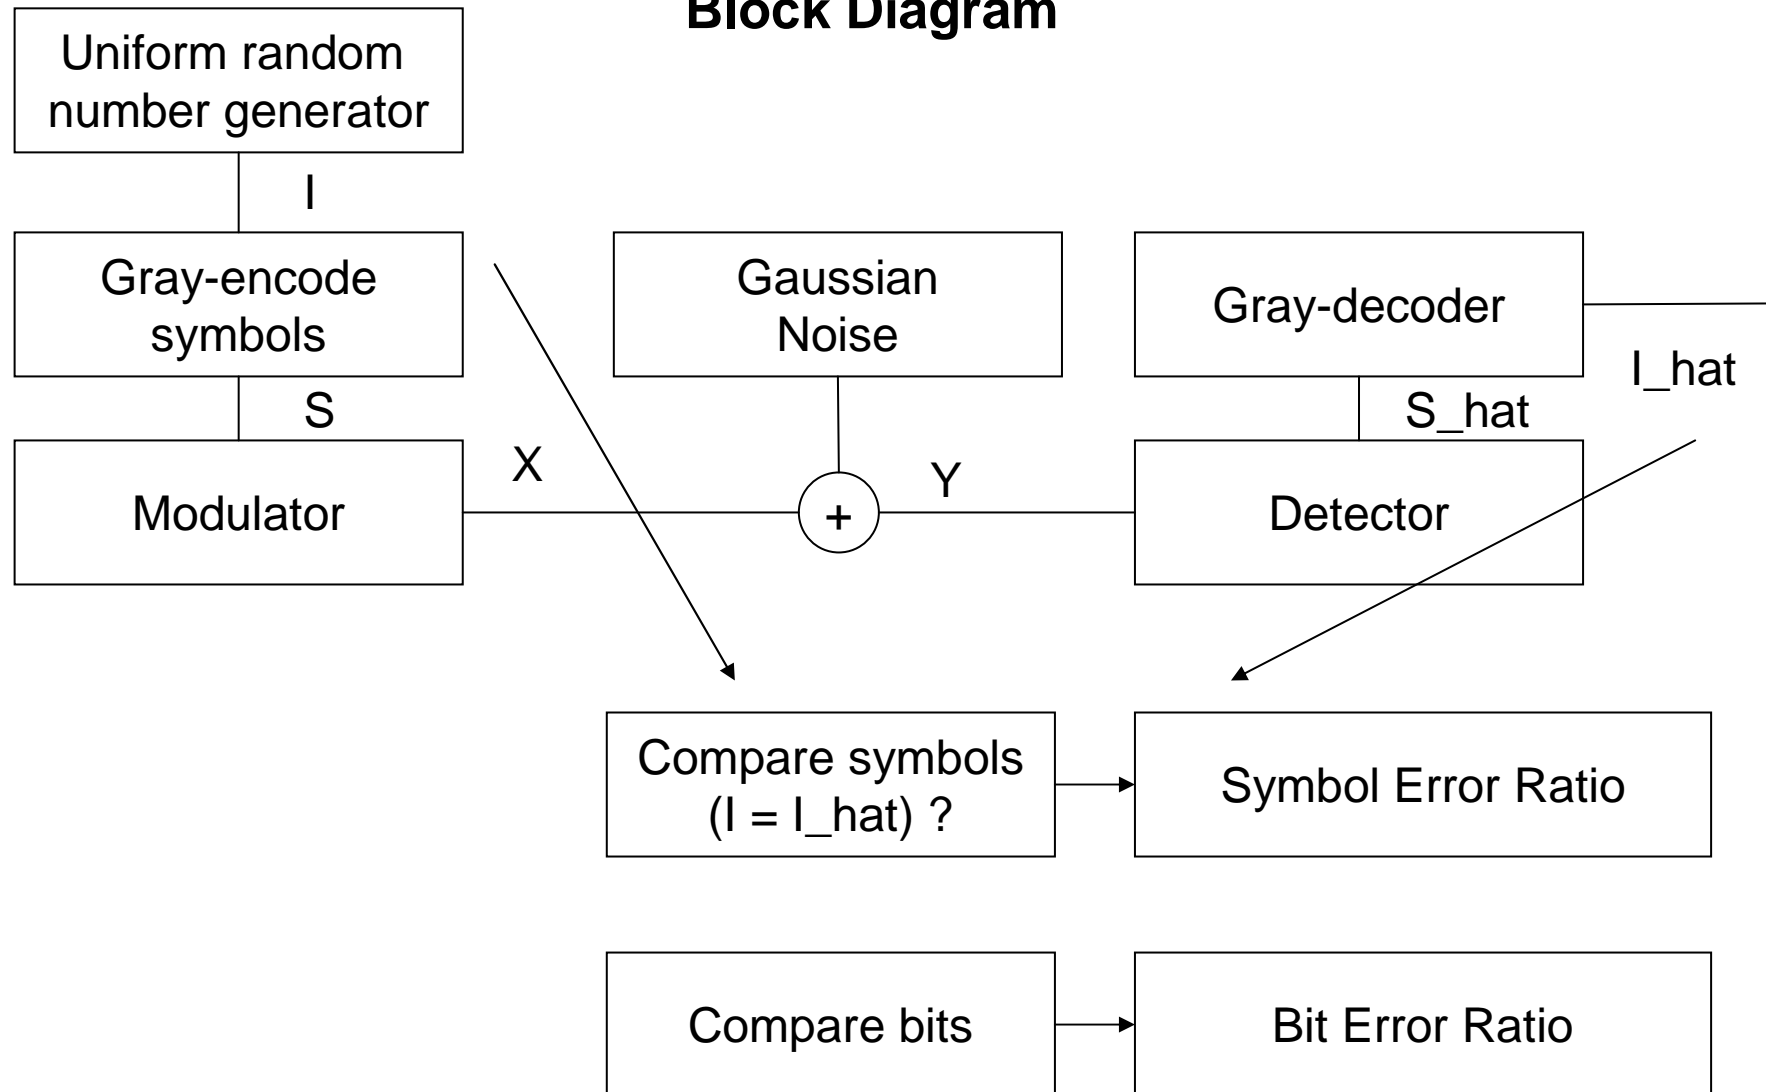 Block Diagram
Uniform random
number generator
I
Gray-encode
symbols
Gaussian
Noise
Gray-decoder
I_hat
S
S_hat
X
Y
Modulator
+
Detector
Compare symbols
(I = I_hat) ?
Symbol Error Ratio
Compare bits
Bit Error Ratio